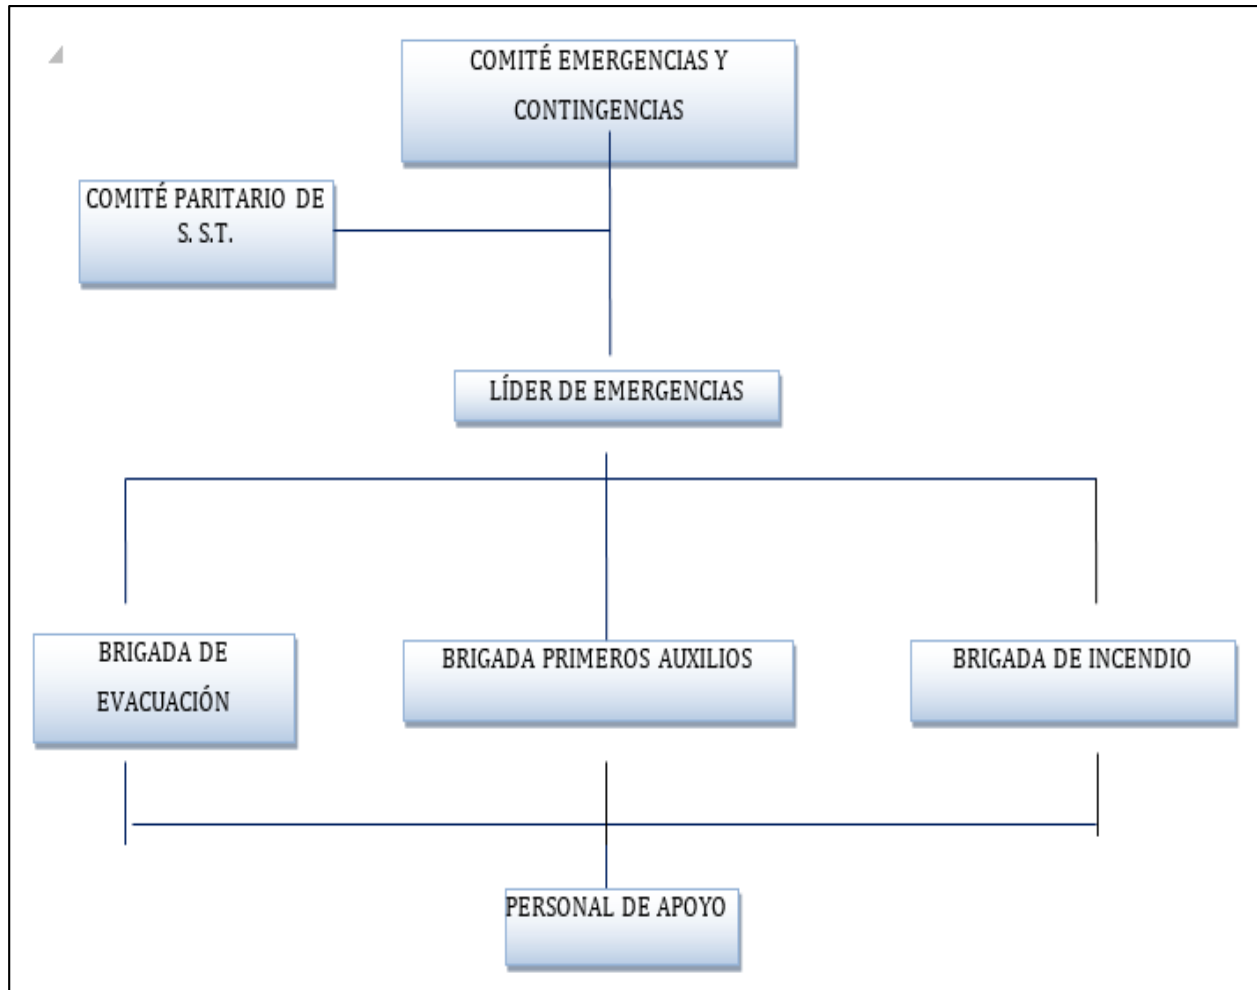 COMITÉ EMERGENCIAS Y
CONTINGENCIAS
COMITÉ PARITARIO DE
S. S.T.
LÍDER DE EMERGENCIAS
BRIGADA DE
EVACUACIÓN
BRIGADA PRIMEROS AUXILIOS
BRIGADA DE INCENDIO
PERSONAL DE APOYO